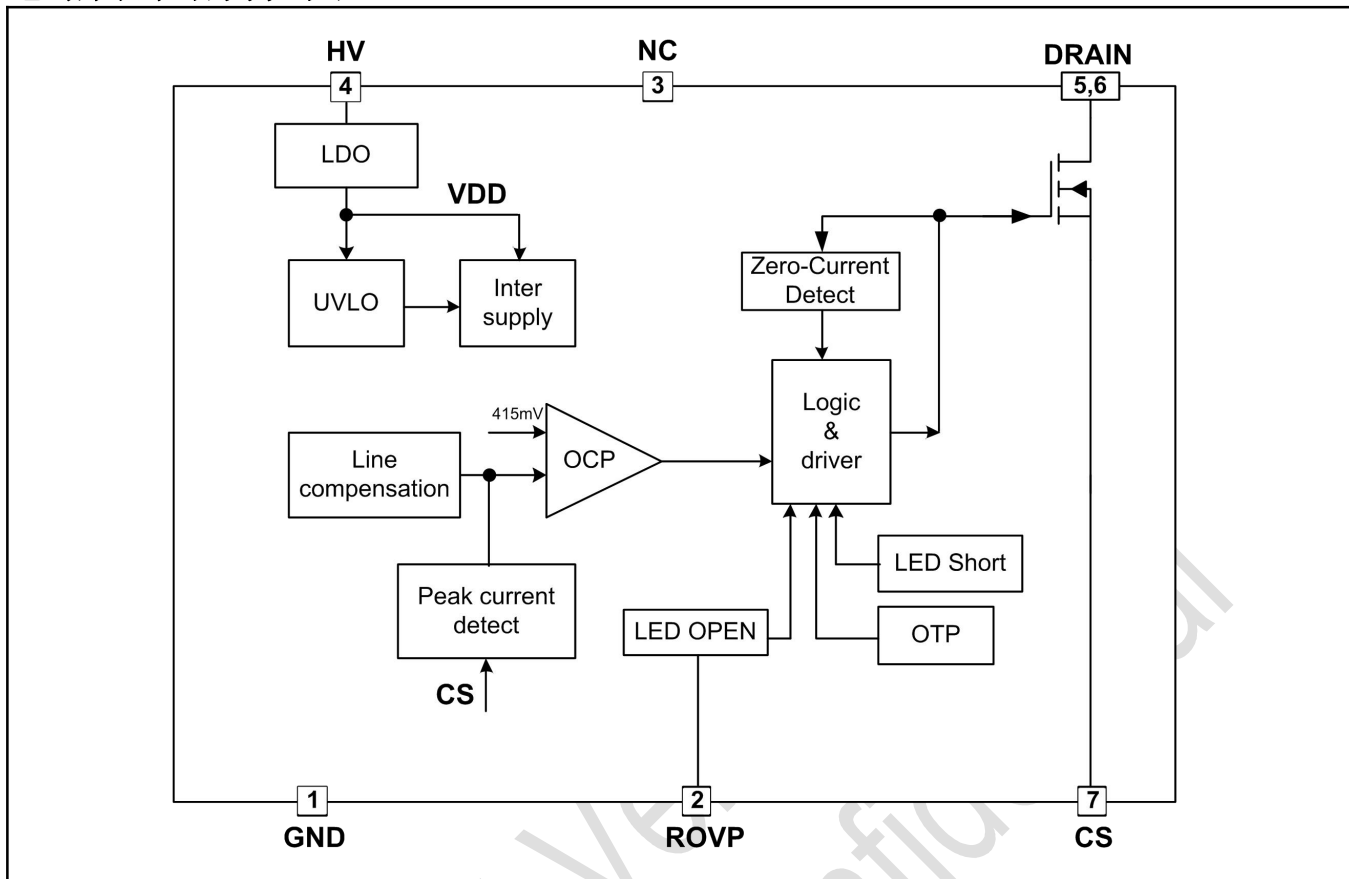 HV
NC
DRAIN
4
3
5,6
LDO
VDD
UVLO
Inter
supply
Zero-Current
Detect
415mV
OCP
Line
compensation
Logic
&
driver
Peak current
detect
CS
LED Short
LED OPEN
OTP
1
2
7
GND
ROVP
CS